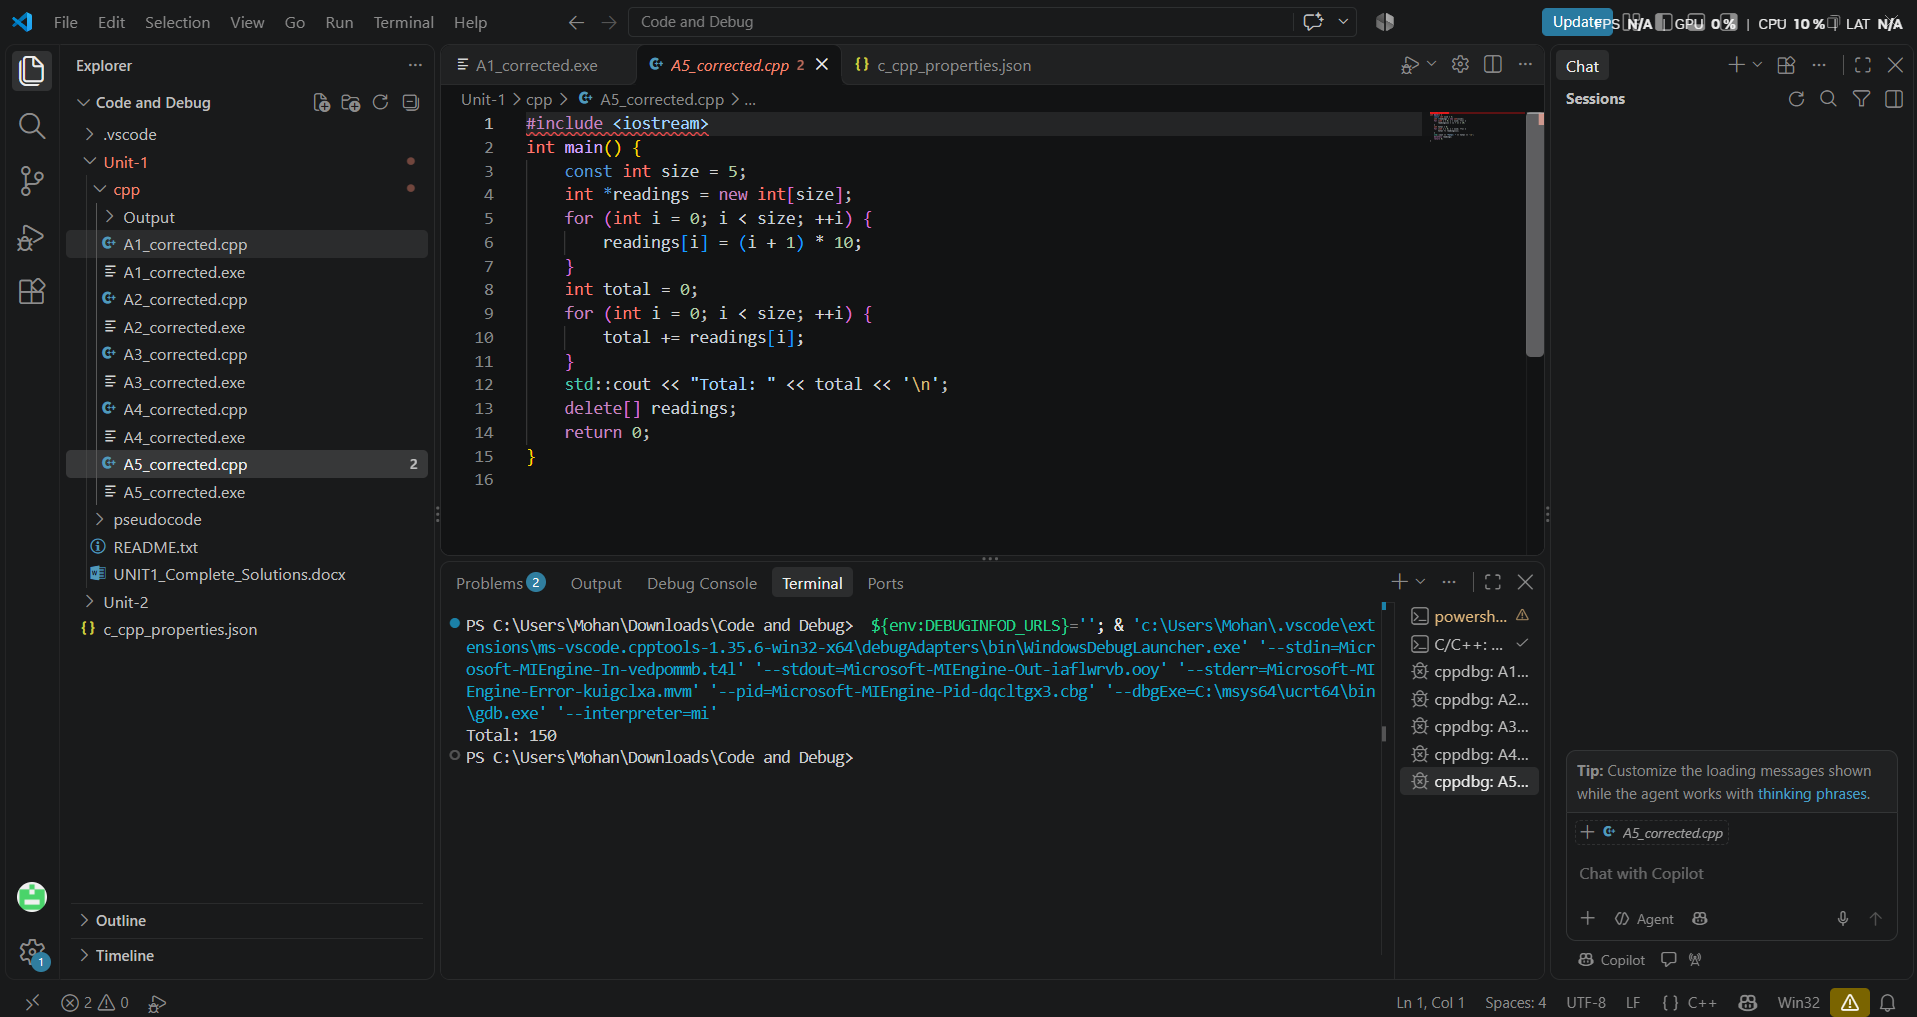 File Edit Selection View Go Run Terminal Help
Code and Debug
Update
FPS N/A | GPU 0% | CPU 10% | LAT N/A
Explorer
Code and Debug
.vscode
Unit-1
cpp
Output
A1_corrected.cpp
A1_corrected.exe
A2_corrected.cpp
A2_corrected.exe
A3_corrected.cpp
A3_corrected.exe
A4_corrected.cpp
A4_corrected.exe
A5_corrected.cpp 2
A5_corrected.exe
pseudocode
README.txt
UNIT1_Complete_Solutions.docx
Unit-2
{} c_cpp_properties.json
Outline
Timeline
1
A1_corrected.exe
A5_corrected.cpp 2
{} c_cpp_properties.json
Unit-1 > cpp > A5_corrected.cpp > ...
1 #include <iostream>
2 int main() {
3 const int size = 5;
4 int *readings = new int[size];
5 for (int i = 0; i < size; ++i) {
6 readings[i] = (i + 1) * 10;
7 }
8 int total = 0;
9 for (int i = 0; i < size; ++i) {
10 total += readings[i];
11 }
12 std::cout << "Total: " << total << '\n';
13 delete[] readings;
14 return 0;
15 }
16
Problems 2 Output Debug Console Terminal Ports
PS C:\Users\Mohan\Downloads\Code and Debug> ${env:DEBUGINFOD_URLS}=''; & 'c:\Users\Mohan\.vscode\ext
ensions\ms-vscode.cpptools-1.35.6-win32-x64\debugAdapters\bin\WindowsDebugLauncher.exe' '--stdin=Micr
osoft-MIEngine-In-vedpommb.t4l' '--stdout=Microsoft-MIEngine-Out-iaflwrvb.ooy' '--stderr=Microsoft-MI
Engine-Error-kuigclxa.mvm' '--pid=Microsoft-MIEngine-Pid-dqcltgx3.cbg' '--dbgExe=C:\msys64\ucrt64\bin
\gdb.exe' '--interpreter=mi'
Total: 150
PS C:\Users\Mohan\Downloads\Code and Debug>
powersh...
C/C++: ...
cppdbg: A1...
cppdbg: A2...
cppdbg: A3...
cppdbg: A4...
cppdbg: A5...
Chat
Sessions
Tip: Customize the loading messages shown
while the agent works with thinking phrases.
A5_corrected.cpp
Chat with Copilot
Agent
Copilot
2 0
Ln 1, Col 1 Spaces: 4 UTF-8 LF {} C++ Win32